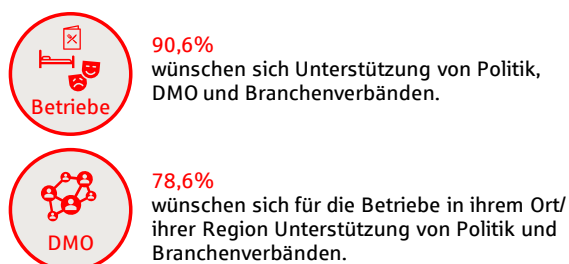 Betriebe
90,6%
wünschen sich Unterstützung von Politik,
DMO und Branchenverbänden.
DMO
78,6%
wünschen sich für die Betriebe in ihrem Ort/
ihrer Region Unterstützung von Politik und
Branchenverbänden.